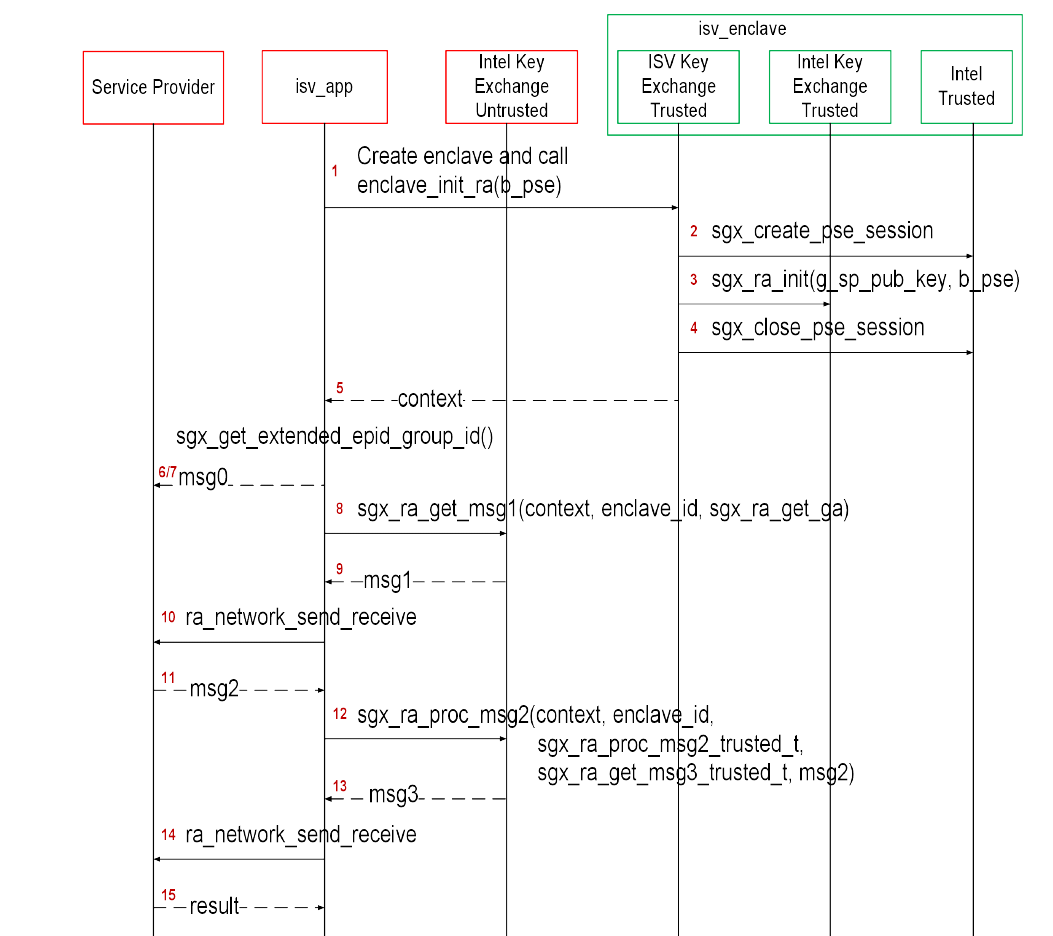 isv_enclave
Service Provider
isv_app
Intel Key
Exchange
Untrusted
ISV Key
Exchange
Trusted
Intel Key
Exchange
Trusted
Intel
Trusted
1 Create enclave and call
enclave_init_ra(b_pse)
2 sgx_create_pse_session
3 sgx_ra_init(g_sp_pub_key, b_pse)
4 sgx_close_pse_session
5 context
sgx_get_extended_epid_group_id()
6/7 msg0
8 sgx_ra_get_msg1(context, enclave_id, sgx_ra_get_ga)
9 msg1
10 ra_network_send_receive
11 msg2
12 sgx_ra_proc_msg2(context, enclave_id,
sgx_ra_proc_msg2_trusted_t,
sgx_ra_get_msg3_trusted_t, msg2)
13 msg3
14 ra_network_send_receive
15 result